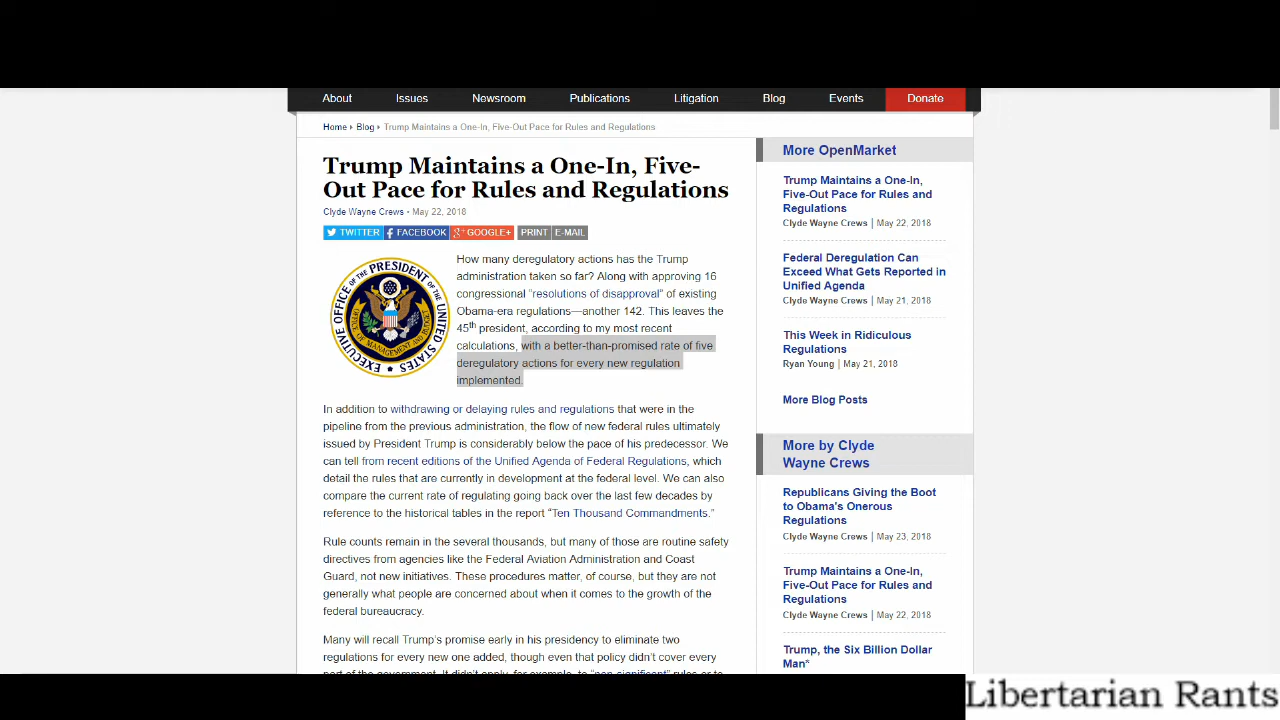 About Issues Newsroom Publications Litigation Blog Events Donate
Home Blog Trump Maintains a One-In, Five-Out Pace for Rules and Regulations
Trump Maintains a One-In, Five-
Out Pace for Rules and Regulations
Clyde Wayne Crews • May 22, 2018
TWITTER FACEBOOK GOOGLE+ PRINT E-MAIL
EXECUTIVE OFFICE OF THE PRESIDENT OF THE UNITED STATES
OFFICE OF MANAGEMENT AND BUDGET
How many deregulatory actions has the Trump
administration taken so far? Along with approving 16
congressional “resolutions of disapproval” of existing
Obama-era regulations—another 142. This leaves the
45th president, according to my most recent
calculations, with a better-than-promised rate of five
deregulatory actions for every new regulation
implemented.
In addition to withdrawing or delaying rules and regulations that were in the
pipeline from the previous administration, the flow of new federal rules ultimately
issued by President Trump is considerably below the pace of his predecessor. We
can tell from recent editions of the Unified Agenda of Federal Regulations, which
detail the rules that are currently in development at the federal level. We can also
compare the current rate of regulating going back over the last few decades by
reference to the historical tables in the report “Ten Thousand Commandments.”
Rule counts remain in the several thousands, but many of those are routine safety
directives from agencies like the Federal Aviation Administration and Coast
Guard, not new initiatives. These procedures matter, of course, but they are not
generally what people are concerned about when it comes to the growth of the
federal bureaucracy.
Many will recall Trump’s promise early in his presidency to eliminate two
regulations for every new one added, though even that policy didn’t cover every
part of the government. It didn’t apply, for example, to “non-significant” rules or to
More OpenMarket
Trump Maintains a One-In,
Five-Out Pace for Rules and
Regulations
Clyde Wayne Crews | May 22, 2018
Federal Deregulation Can
Exceed What Gets Reported in
Unified Agenda
Clyde Wayne Crews | May 21, 2018
This Week in Ridiculous
Regulations
Ryan Young | May 21, 2018
More Blog Posts
More by Clyde
Wayne Crews
Republicans Giving the Boot
to Obama's Onerous
Regulations
Clyde Wayne Crews | May 23, 2018
Trump Maintains a One-In,
Five-Out Pace for Rules and
Regulations
Clyde Wayne Crews | May 22, 2018
Trump, the Six Billion Dollar
Man*
Libertarian Rants